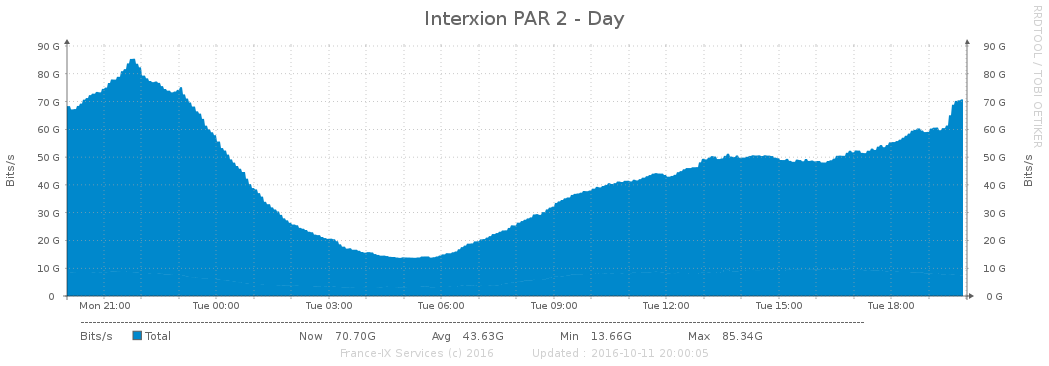 Interxion PAR 2 - Day
RRDTOOL / TOBI OETIKER
Bits/s
90 G
80 G
70 G
60 G
50 G
40 G
30 G
20 G
10 G
0
90 G
80 G
70 G
60 G
50 G
40 G
30 G
20 G
10 G
0 G
Bits/s
Mon 21:00 Tue 00:00 Tue 03:00 Tue 06:00 Tue 09:00 Tue 12:00 Tue 15:00 Tue 18:00
Bits/s Total Now 70.70G Avg 43.63G Min 13.66G Max 85.34G
France-IX Services (c) 2016 Updated : 2016-10-11 20:00:05